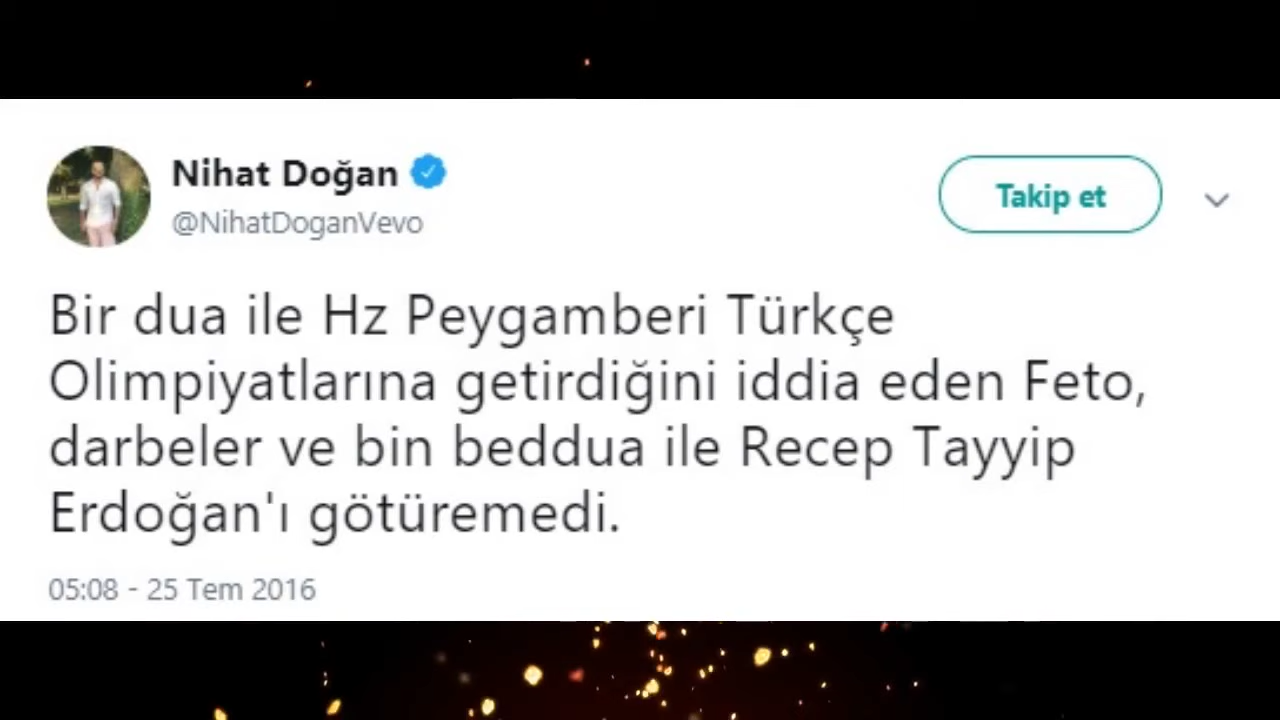 Nihat Doğan
@NihatDoganVevo
Takip et
Bir dua ile Hz Peygamberi Türkçe
Olimpiyatlarına getirdiğini iddia eden Feto,
darbeler ve bin beddua ile Recep Tayyip
Erdoğan'ı götüremedi.
05:08 - 25 Tem 2016